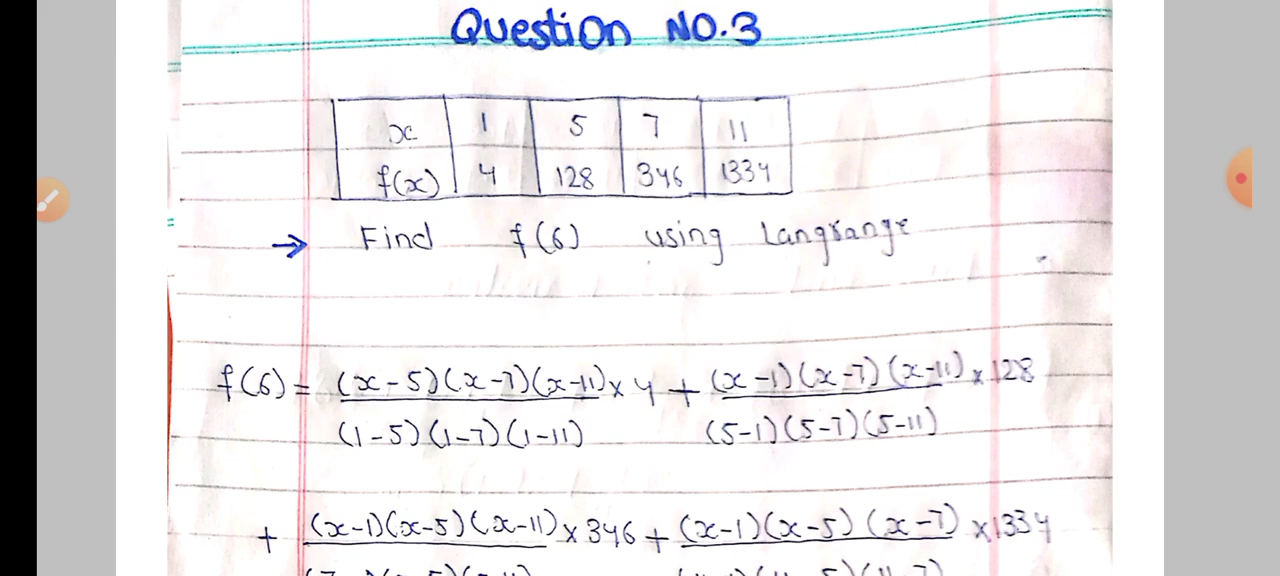 Question NO.3
x 1 5 7 11
f(x) 4 128 346 1334
→ Find f(6) using Langrange
f(6) = (x-5)(x-7)(x-11) × 4 + (x-1)(x-7)(x-11) × 128
(1-5)(1-7)(1-11) (5-1)(5-7)(5-11)
+ (x-1)(x-5)(x-11) × 346 + (x-1)(x-5)(x-7) × 1334